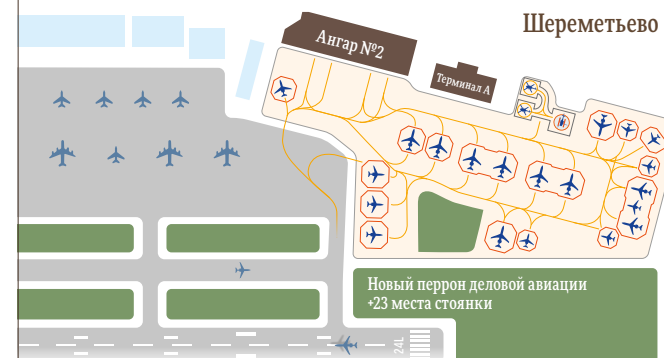 Шереметьево
Ангар №2
Терминал А
Новый перрон деловой авиации
+23 места стоянки
24L